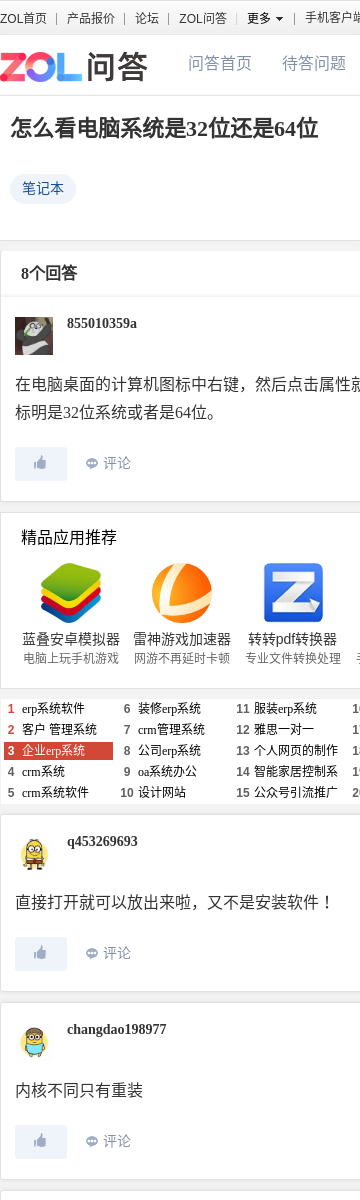 ZOL首页 | 产品报价 | 论坛 | ZOL问答 | 更多 | 手机客户端
ZOL问答 问答首页 待答问题
怎么看电脑系统是32位还是64位
笔记本
8个回答
855010359a
在电脑桌面的计算机图标中右键，然后点击属性就
标明是32位系统或者是64位。
评论
精品应用推荐
蓝叠安卓模拟器 雷神游戏加速器 转转pdf转换器
电脑上玩手机游戏 网游不再延时卡顿 专业文件转换处理
1 erp系统软件 6 装修erp系统 11 服装erp系统
2 客户 管理系统 7 crm管理系统 12 雅思一对一
3 企业erp系统 8 公司erp系统 13 个人网页的制作
4 crm系统 9 oa系统办公 14 智能家居控制系
5 crm系统软件 10 设计网站 15 公众号引流推广
q453269693
直接打开就可以放出来啦，又不是安装软件！
评论
changdao198977
内核不同只有重装
评论